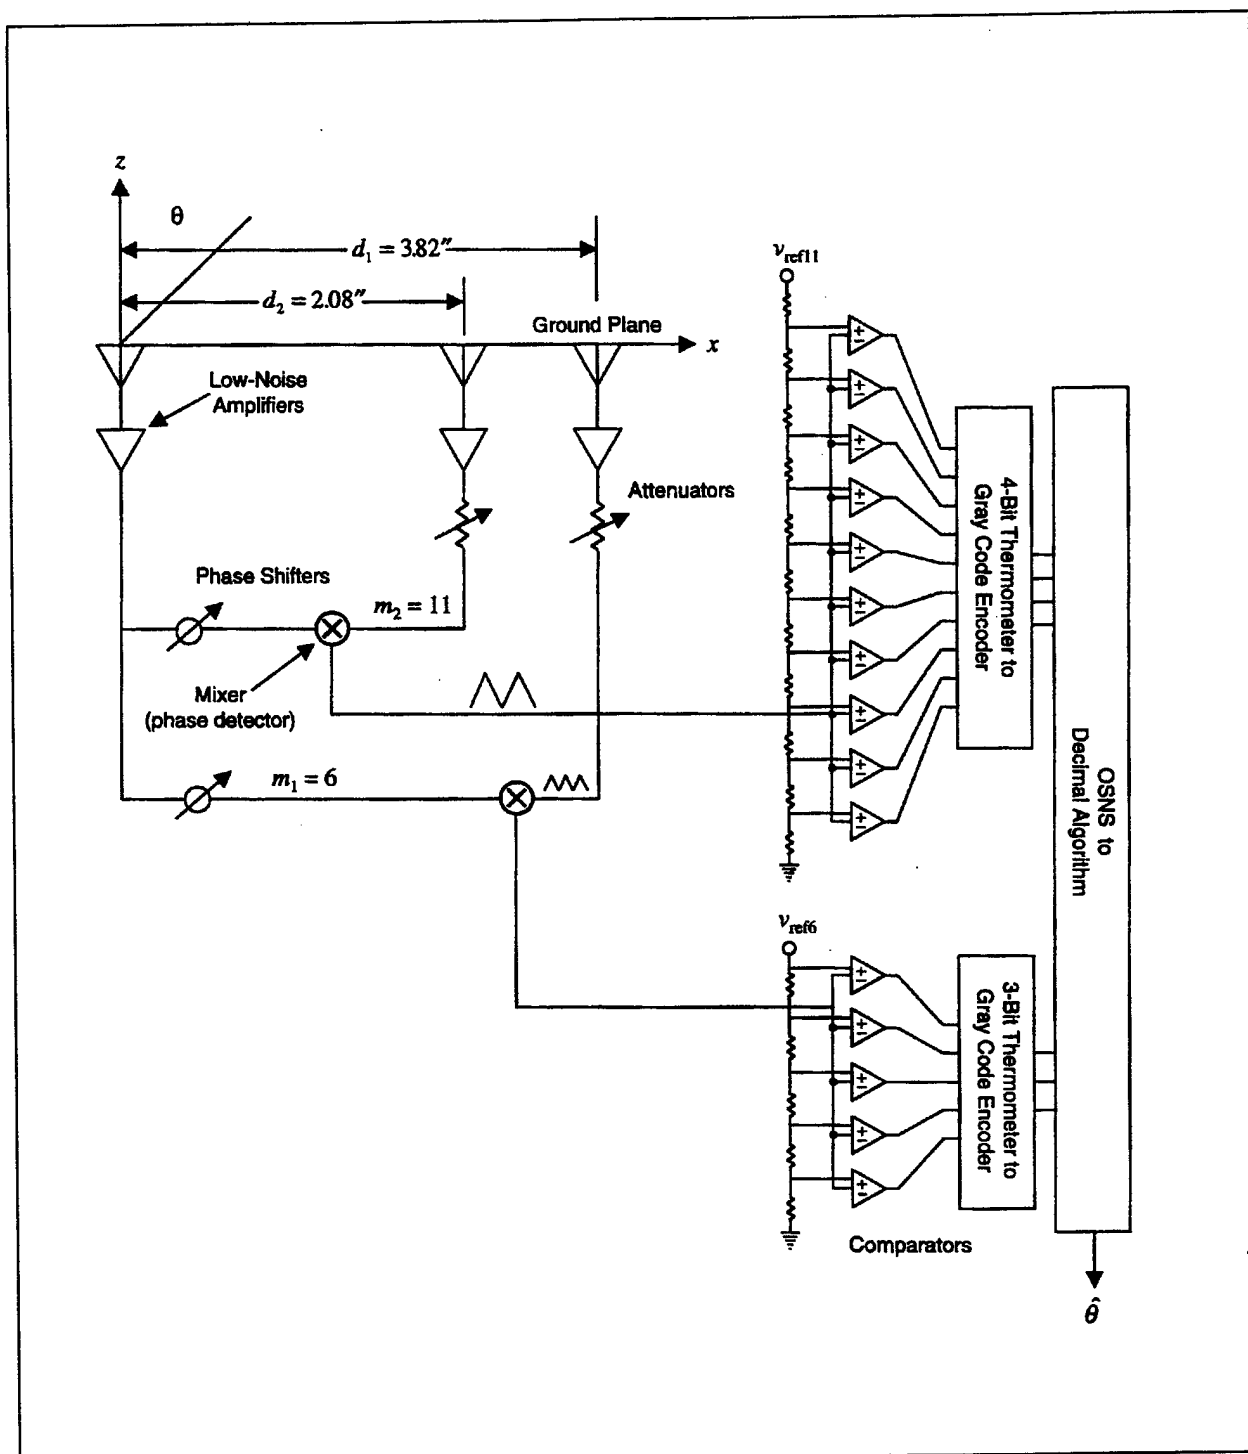 z
θ
d₁ = 3.82″
d₂ = 2.08″
Ground Plane
x
Low-Noise
Amplifiers
Attenuators
Phase Shifters
m₂ = 11
Mixer
(phase detector)
m₁ = 6
v_ref11
4-Bit Thermometer to
Gray Code Encoder
OSNS to
Decimal Algorithm
v_ref6
3-Bit Thermometer to
Gray Code Encoder
Comparators
θ̂